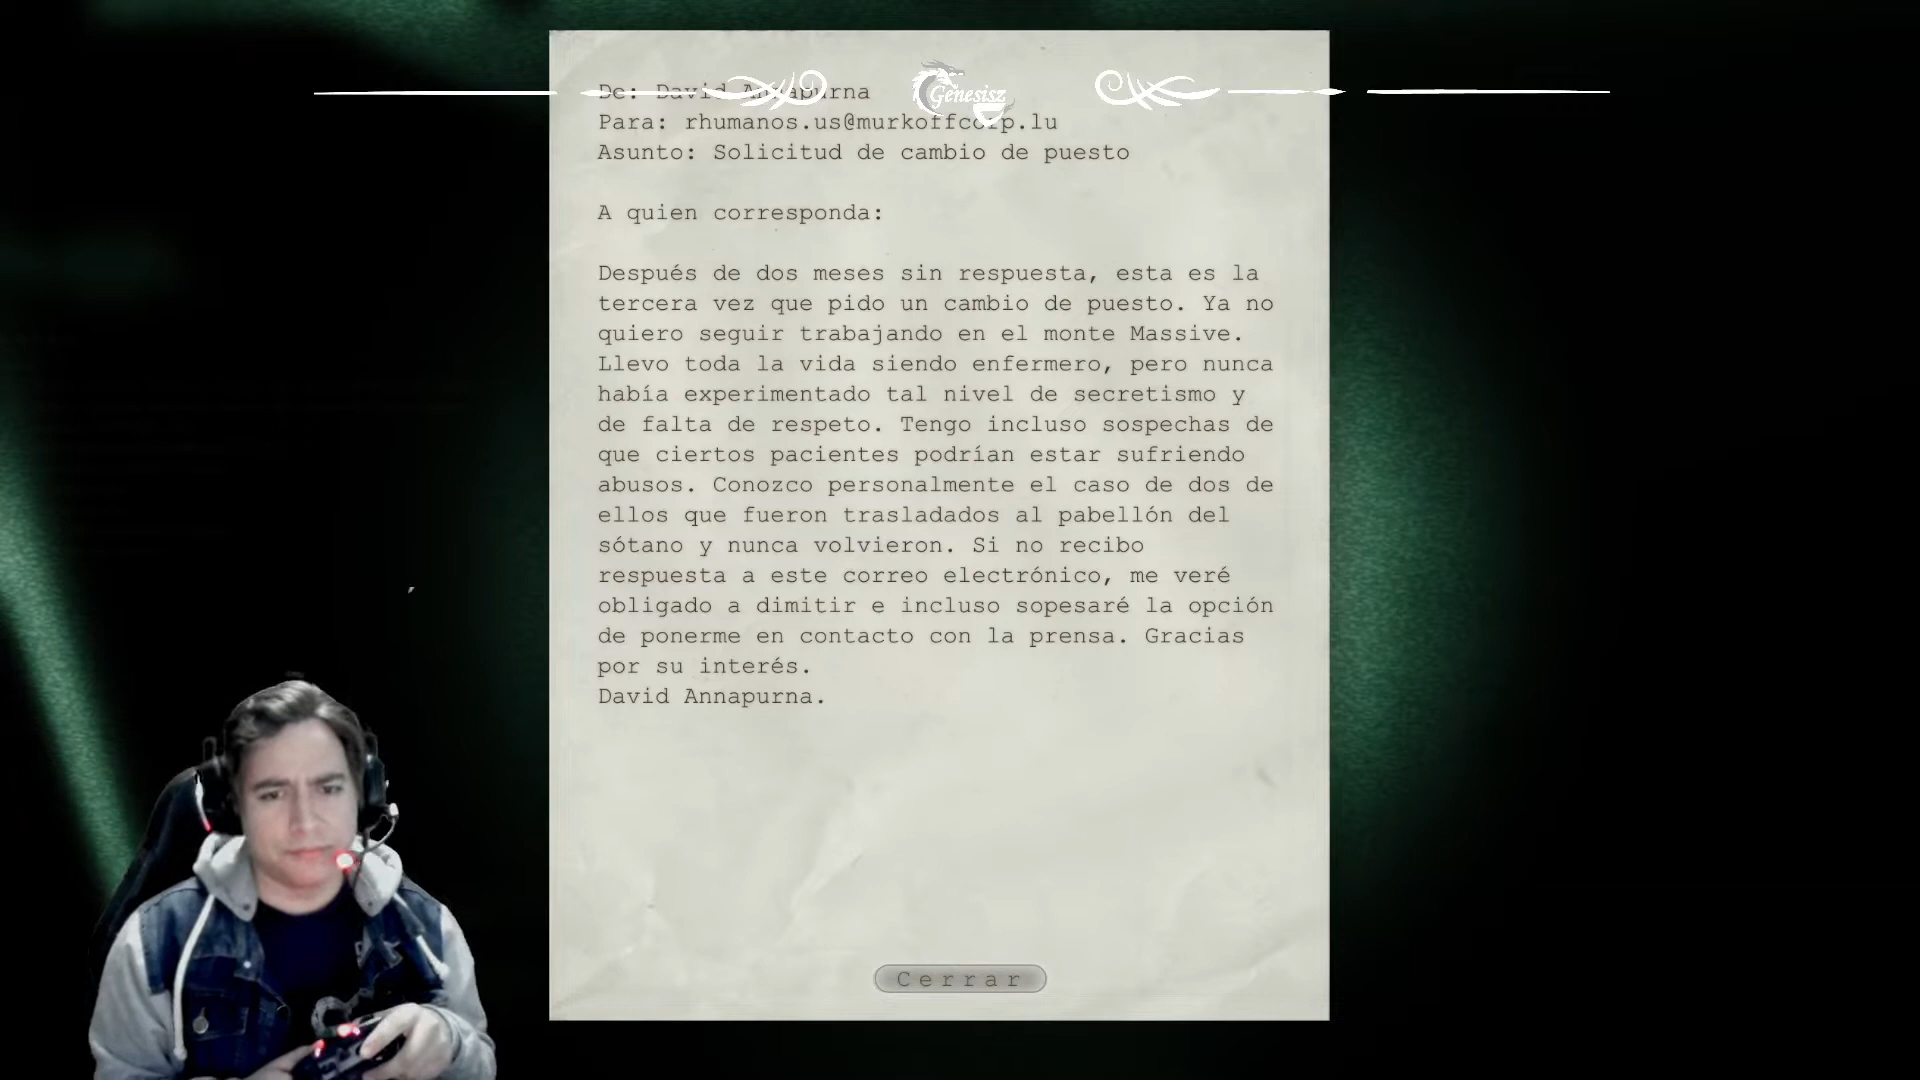 De: David Annapurna
Génesisz
Para: rhumanos.us@murkoffcorp.lu
Asunto: Solicitud de cambio de puesto
A quien corresponda:
Después de dos meses sin respuesta, esta es la
tercera vez que pido un cambio de puesto. Ya no
quiero seguir trabajando en el monte Massive.
Llevo toda la vida siendo enfermero, pero nunca
había experimentado tal nivel de secretismo y
de falta de respeto. Tengo incluso sospechas de
que ciertos pacientes podrían estar sufriendo
abusos. Conozco personalmente el caso de dos de
ellos que fueron trasladados al pabellón del
sótano y nunca volvieron. Si no recibo
respuesta a este correo electrónico, me veré
obligado a dimitir e incluso sopesaré la opción
de ponerme en contacto con la prensa. Gracias
por su interés.
David Annapurna.
Cerrar